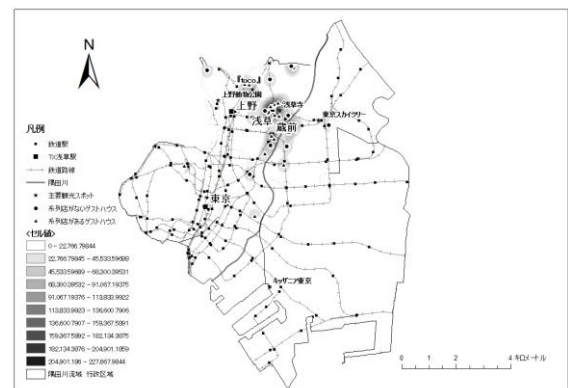 N
『toco.』
上野動物公園
上野
浅草寺
浅草
蔵前
東京スカイツリー
東京
キッザニア東京
凡例
鉄道駅
TX浅草駅
鉄道路線
隅田川
主要観光スポット
系列店がないゲストハウス
系列店があるゲストハウス
<セル値>
0 - 22,766.79844
22,766.79845 - 45,533.59688
45,533.59689 - 68,300.39531
68,300.39532 - 91,067.19375
91,067.19376 - 113,833.9922
113,833.9923 - 136,600.7906
136,600.7907 - 159,367.5891
159,367.5892 - 182,134.3875
182,134.3876 - 204,901.1859
204,901.186 - 227,667.9844
隅田川流域 行政区域
0 2 4 キロメートル